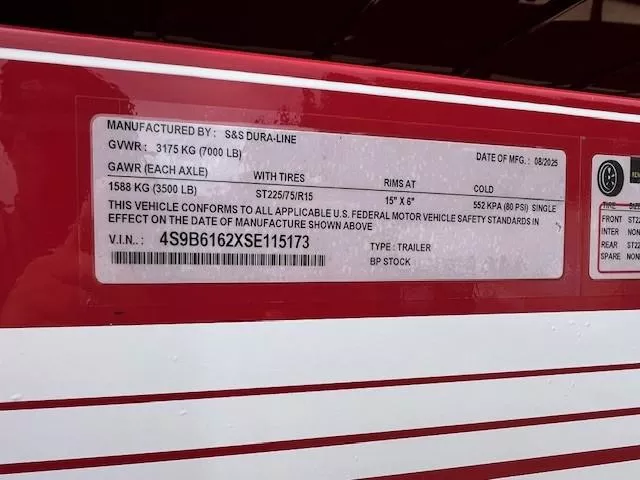 MANUFACTURED BY : S&S DURA-LINE
GVWR : 3175 KG (7000 LB) DATE OF MFG. : 08/2025
GAWR (EACH AXLE) WITH TIRES RIMS AT COLD
1588 KG (3500 LB) ST225/75/R15 15" X 6" 552 KPA (80 PSI) SINGLE
THIS VEHICLE CONFORMS TO ALL APPLICABLE U.S. FEDERAL MOTOR VEHICLE SAFETY STANDARDS IN
EFFECT ON THE DATE OF MANUFACTURE SHOWN ABOVE
V.I.N.: 4S9B6162XSE115173 TYPE : TRAILER
BP STOCK
TIRE
FRONT
INTER
REAR
SPARE